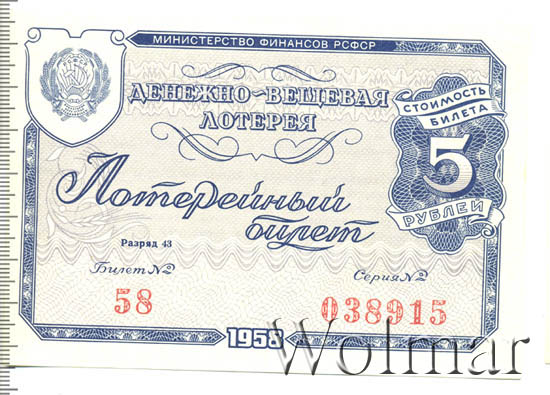 МИНИСТЕРСТВО ФИНАНСОВ РСФСР
ДЕНЕЖНО-ВЕЩЕВАЯ
ЛОТЕРЕЯ
СТОИМОСТЬ
БИЛЕТА
5
РУБЛЕЙ
Лотерейный
билет
Разряд 43
Билет №
Серия №
58
038915
1958
Wolmar